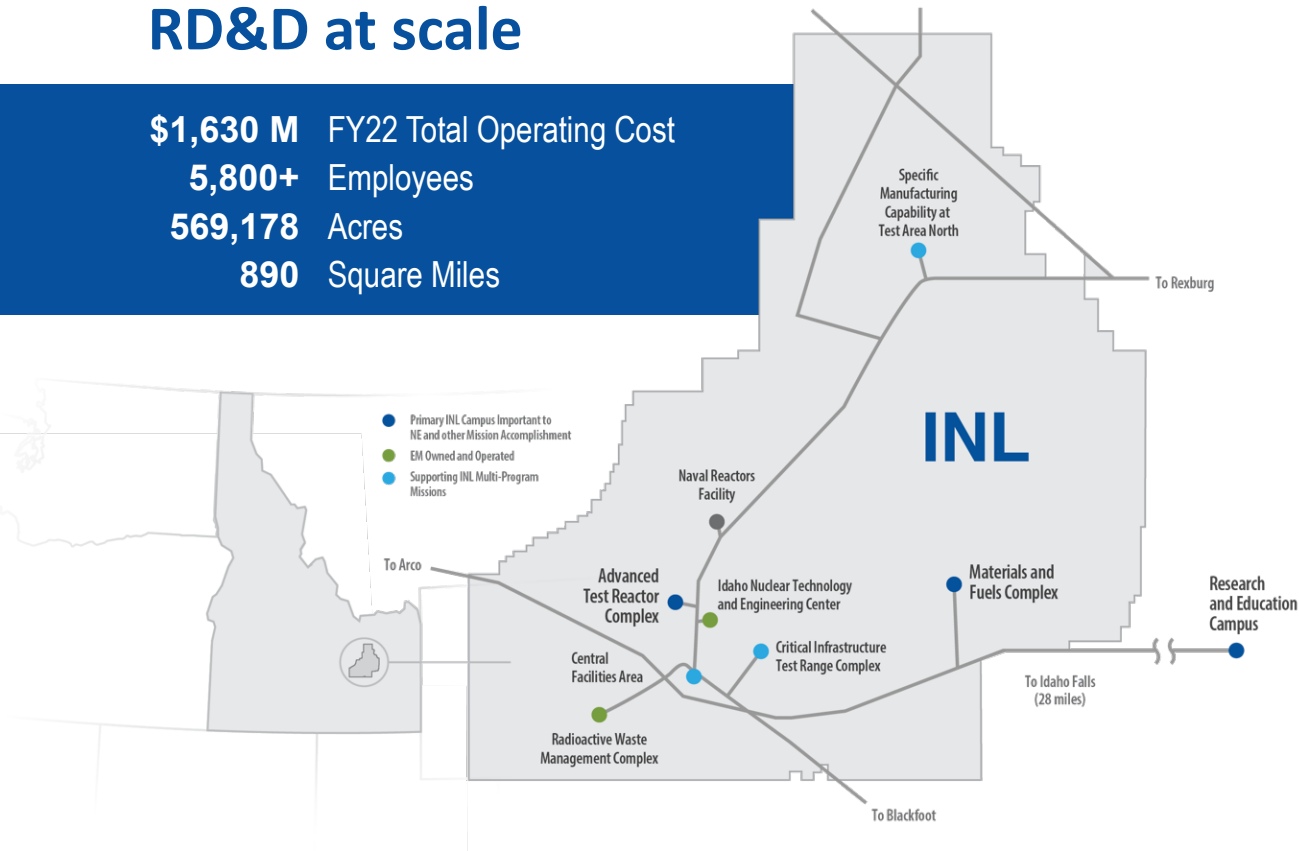 RD&D at scale
$1,630 M FY22 Total Operating Cost
5,800+ Employees
569,178 Acres
890 Square Miles
Specific
Manufacturing
Capability at
Test Area North
To Rexburg
INL
Primary INL Campus Important to
NE and other Mission Accomplishment
EM Owned and Operated
Supporting INL Multi-Program
Missions
Naval Reactors
Facility
To Arco
Advanced
Test Reactor
Complex
Idaho Nuclear Technology
and Engineering Center
Materials and
Fuels Complex
Research
and Education
Campus
Central
Facilities Area
Critical Infrastructure
Test Range Complex
To Idaho Falls
(28 miles)
Radioactive Waste
Management Complex
To Blackfoot